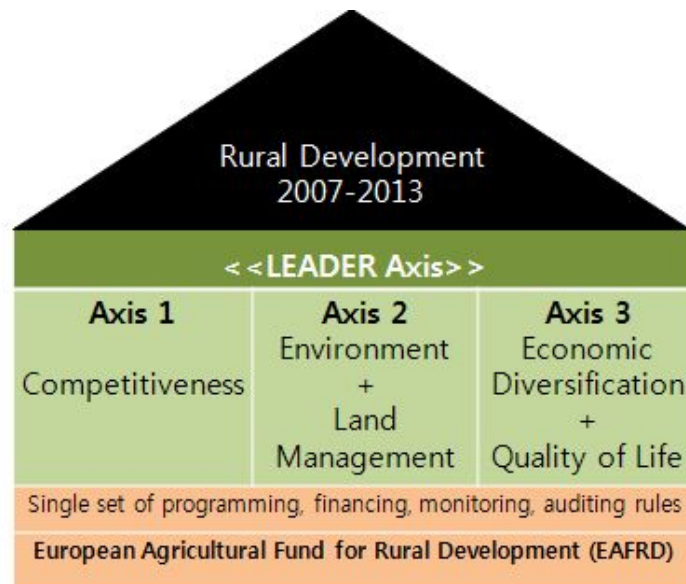 Rural Development
2007-2013
<<LEADER Axis>>
Axis 1
Competitiveness
Axis 2
Environment
+
Land
Management
Axis 3
Economic
Diversification
+
Quality of Life
Single set of programming, financing, monitoring, auditing rules
European Agricultural Fund for Rural Development (EAFRD)